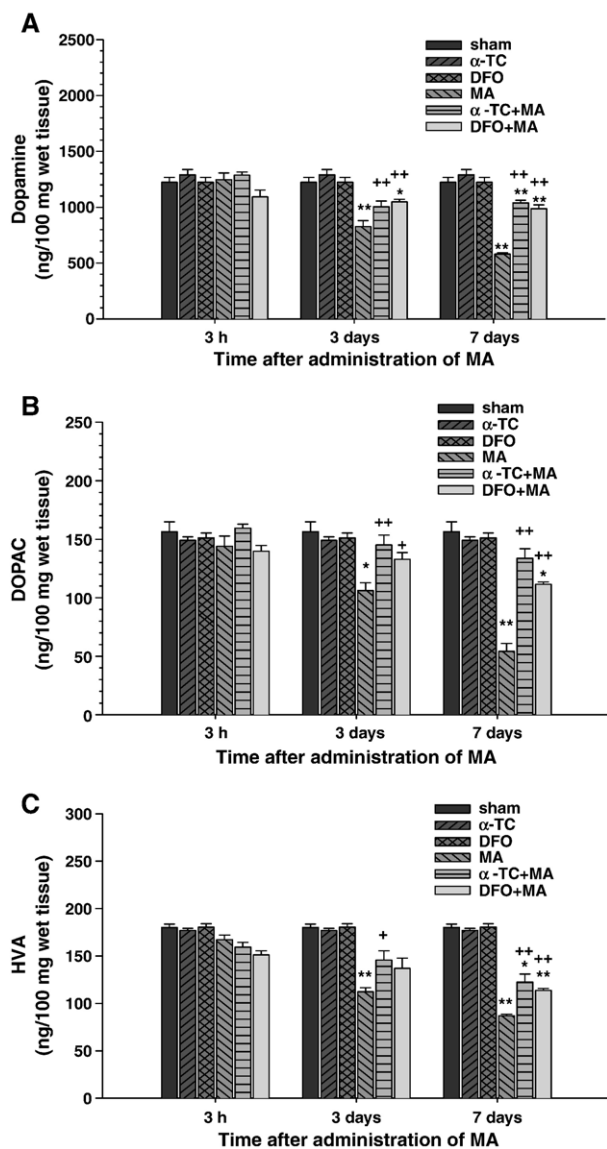 A
2500
2000
1500
1000
500
0
Dopamine
(ng/100 mg wet tissue)
sham
α-TC
DFO
MA
α -TC+MA
DFO+MA
**
++
++
*
**
++
**
++
**
3 h
3 days
7 days
Time after administration of MA
B
250
200
150
100
50
0
DOPAC
(ng/100 mg wet tissue)
sham
α-TC
DFO
MA
α -TC+MA
DFO+MA
*
++
+
**
++
++
*
3 h
3 days
7 days
Time after administration of MA
C
300
250
200
150
100
50
0
HVA
(ng/100 mg wet tissue)
sham
α-TC
DFO
MA
α -TC+MA
DFO+MA
**
+
**
++
*
++
**
3 h
3 days
7 days
Time after administration of MA